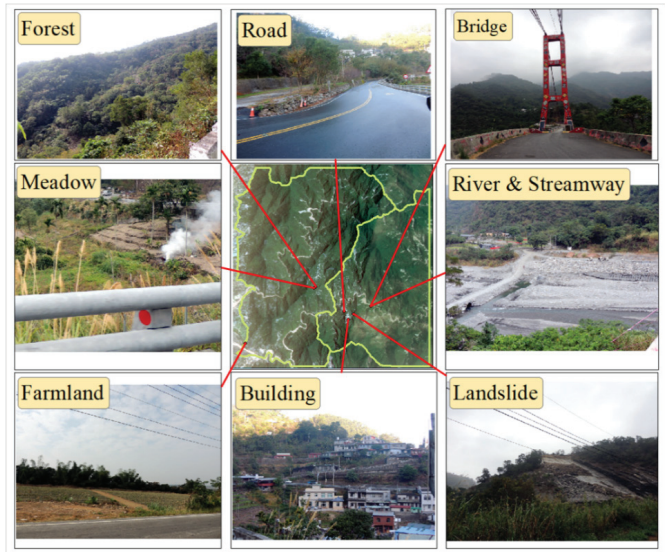 Forest
Road
Bridge
Meadow
River & Streamway
Farmland
Building
Landslide